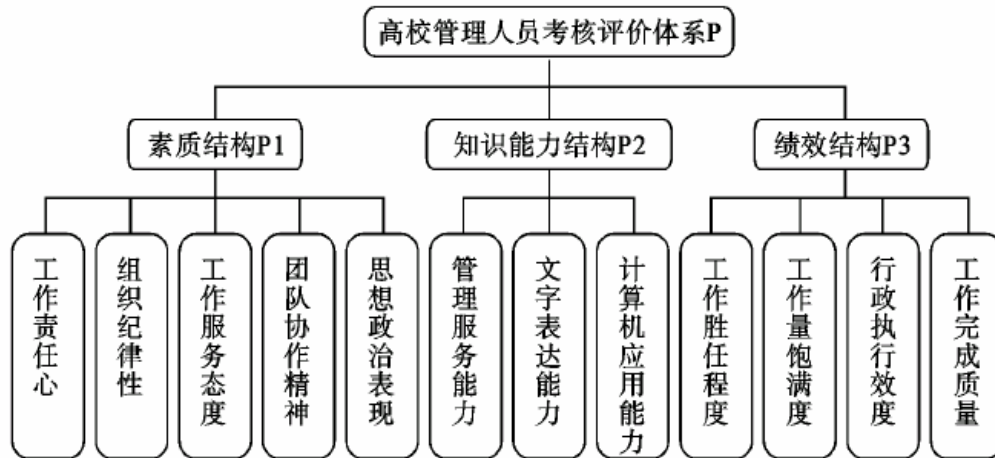 高校管理人员考核评价体系P
素质结构P1
知识能力结构P2
绩效结构P3
工作责任心
组织纪律性
工作服务态度
团队协作精神
思想政治表现
管理服务能力
文字表达能力
计算机应用能力
工作胜任程度
工作量饱满度
行政执行效度
工作完成质量